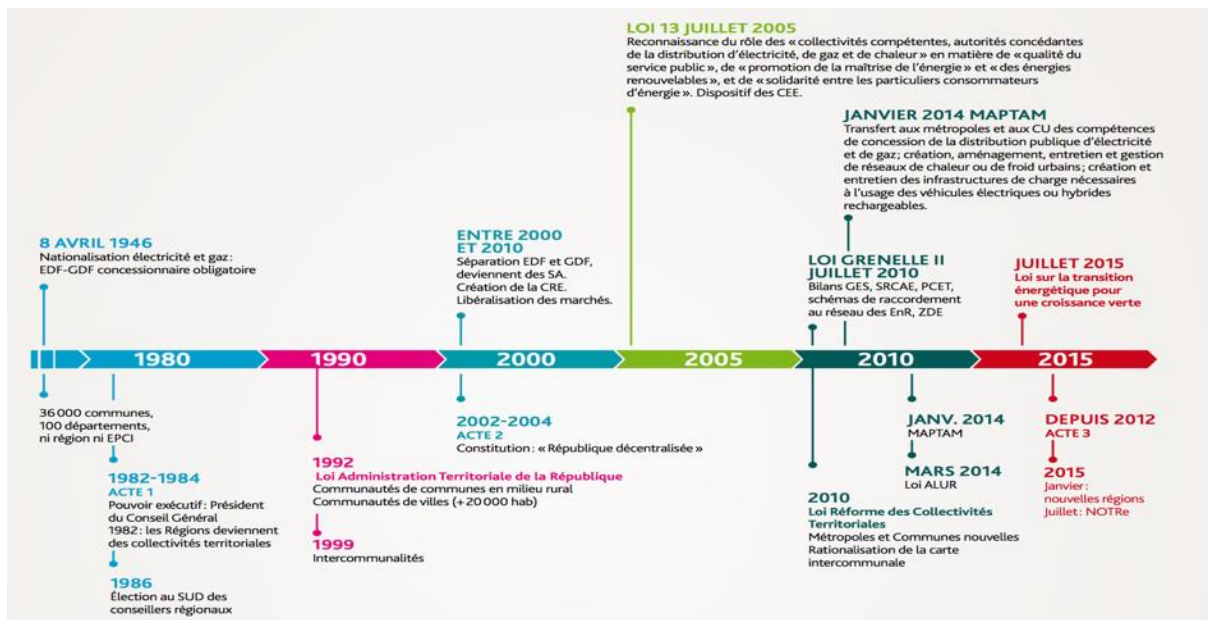 LOI 13 JUILLET 2005
Reconnaissance du rôle des « collectivités compétentes, autorités concédantes
de la distribution d'électricité, de gaz et de chaleur » en matière de « qualité du
service public », de « promotion de la maîtrise de l'énergie » et « des énergies
renouvelables », et de « solidarité entre les particuliers consommateurs
d'énergie ». Dispositif des CEE.
JANVIER 2014 MAPTAM
Transfert aux métropoles et aux CU des compétences
de concession de la distribution publique d'électricité
et de gaz ; création, aménagement, entretien et gestion
de réseaux de chaleur ou de froid urbains ; création et
entretien des infrastructures de charge nécessaires
à l'usage des véhicules électriques ou hybrides
rechargeables.
8 AVRIL 1946
Nationalisation électricité et gaz :
EDF-GDF concessionnaire obligatoire
ENTRE 2000
ET 2010
Séparation EDF et GDF,
deviennent des SA.
Création de la CRE.
Libéralisation des marchés.
LOI GRENELLE II
JUILLET 2010
Bilans GES, SRCAE, PCET,
schémas de raccordement
au réseau des EnR, ZDE
JUILLET 2015
Loi sur la transition
énergétique pour
une croissance verte
1980
1990
2000
2005
2010
2015
36 000 communes,
100 départements,
ni région ni EPCI
1982-1984
ACTE 1
Pouvoir exécutif : Président
du Conseil Général
1982 : les Régions deviennent
des collectivités territoriales
1986
Élection au SUD des
conseillers régionaux
1992
Loi Administration Territoriale de la République
Communautés de communes en milieu rural
Communautés de villes (+ 20 000 hab)
1999
Intercommunalités
2002-2004
ACTE 2
Constitution : « République décentralisée »
2010
Loi Réforme des Collectivités
Territoriales
Métropoles et Communes nouvelles
Rationalisation de la carte
intercommunale
JANV. 2014
MAPTAM
MARS 2014
Loi ALUR
DEPUIS 2012
ACTE 3
2015
Janvier :
nouvelles régions
Juillet : NOTRe